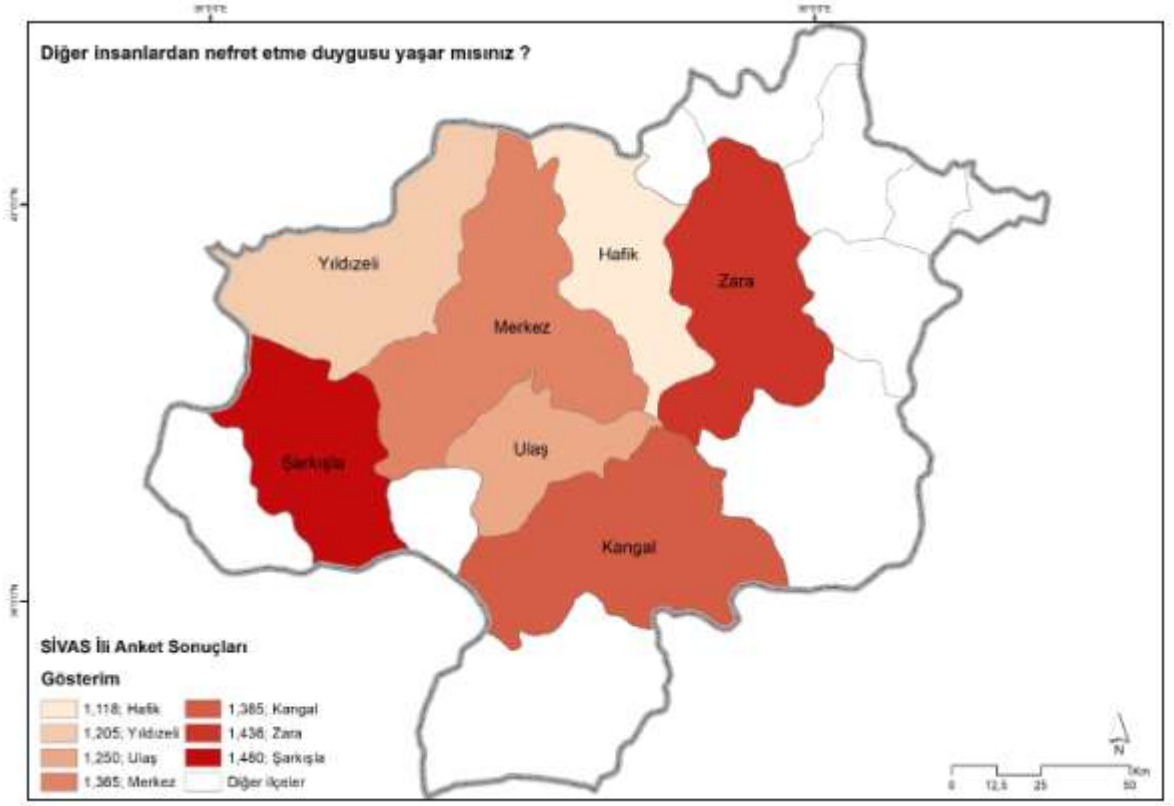 Diğer insanlardan nefret etme duygusu yaşar mısınız ?
Yıldızeli
Hafik
Zara
Merkez
Şarkışla
Ulaş
Kangal
SİVAS İli Anket Sonuçları
Gösterim
1,118; Hafik
1,385; Kangal
1,205; Yıldızeli
1,436; Zara
1,250; Ulaş
1,480; Şarkışla
1,365; Merkez
Diğer ilçeler
N
Km
0 12,5 25 50